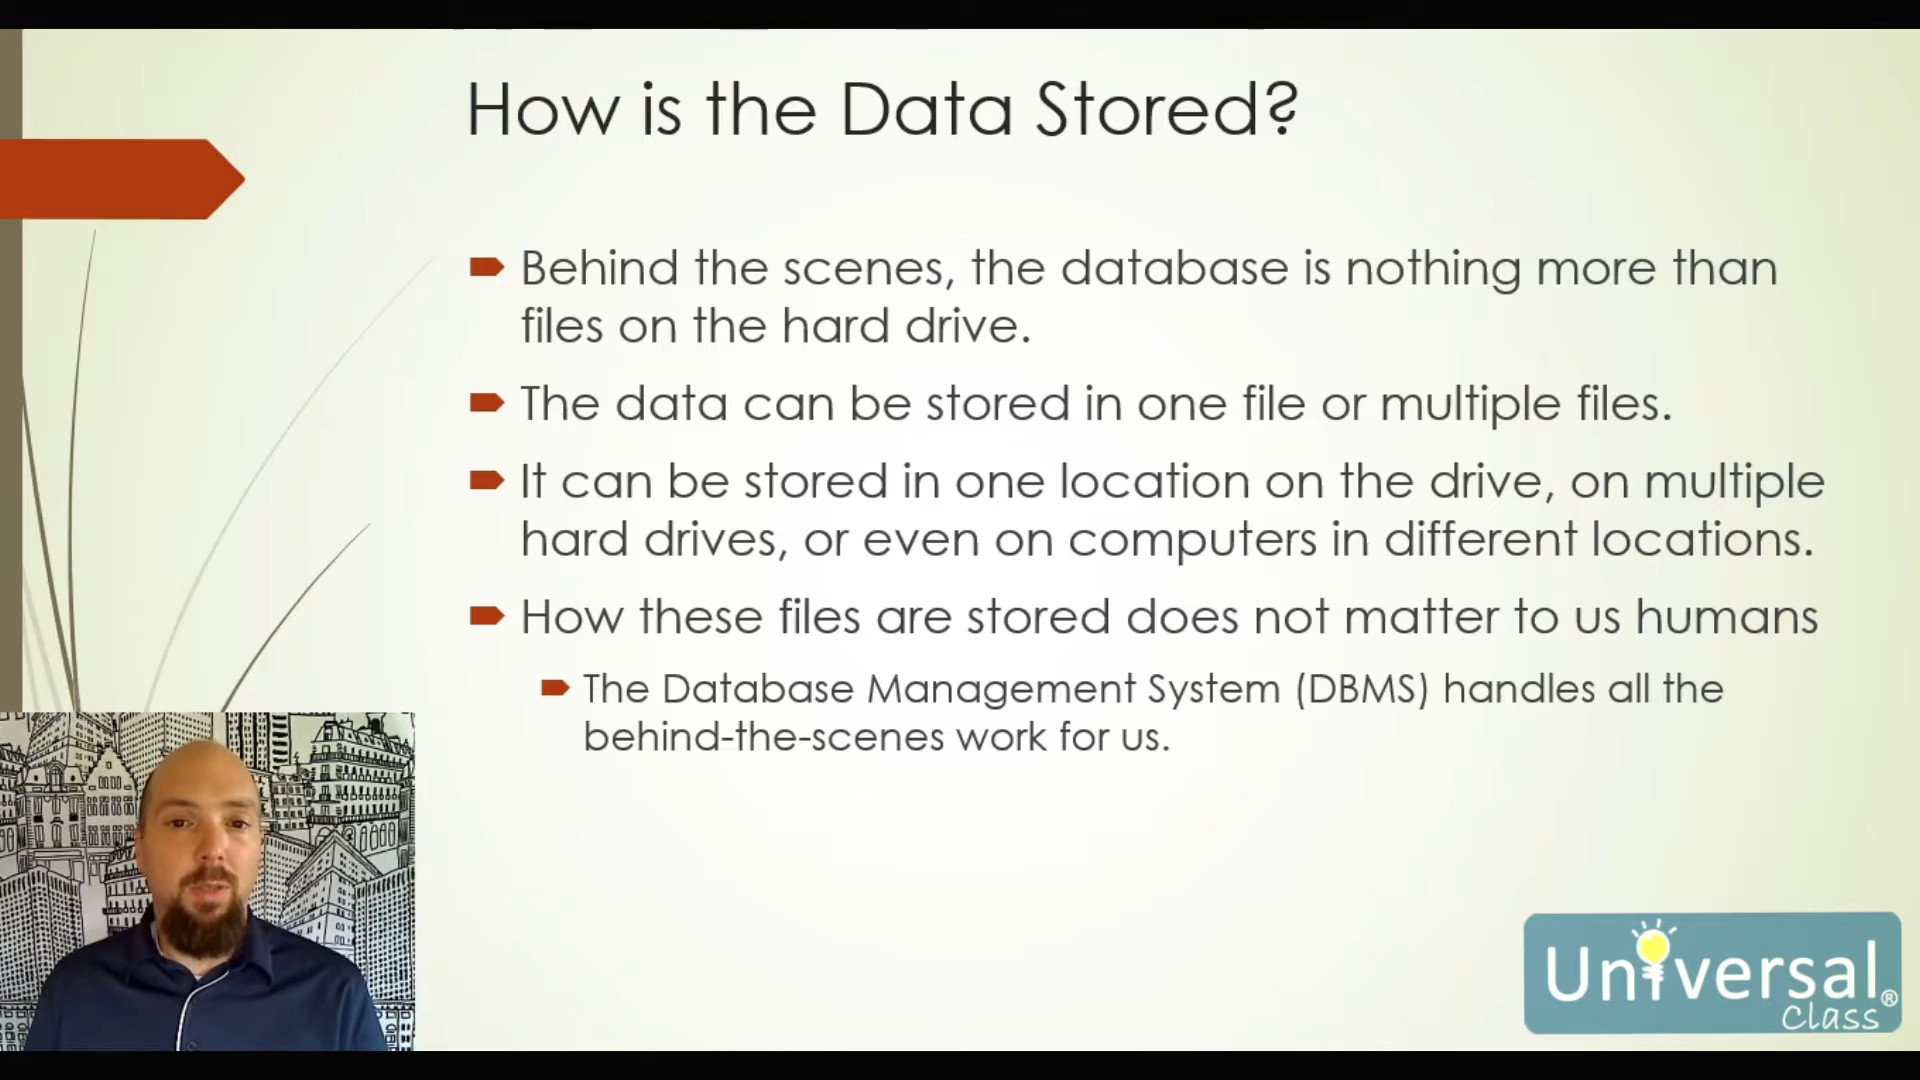 How is the Data Stored?
Behind the scenes, the database is nothing more than
files on the hard drive.
The data can be stored in one file or multiple files.
It can be stored in one location on the drive, on multiple
hard drives, or even on computers in different locations.
How these files are stored does not matter to us humans
The Database Management System (DBMS) handles all the
behind-the-scenes work for us.
Universal®
Class